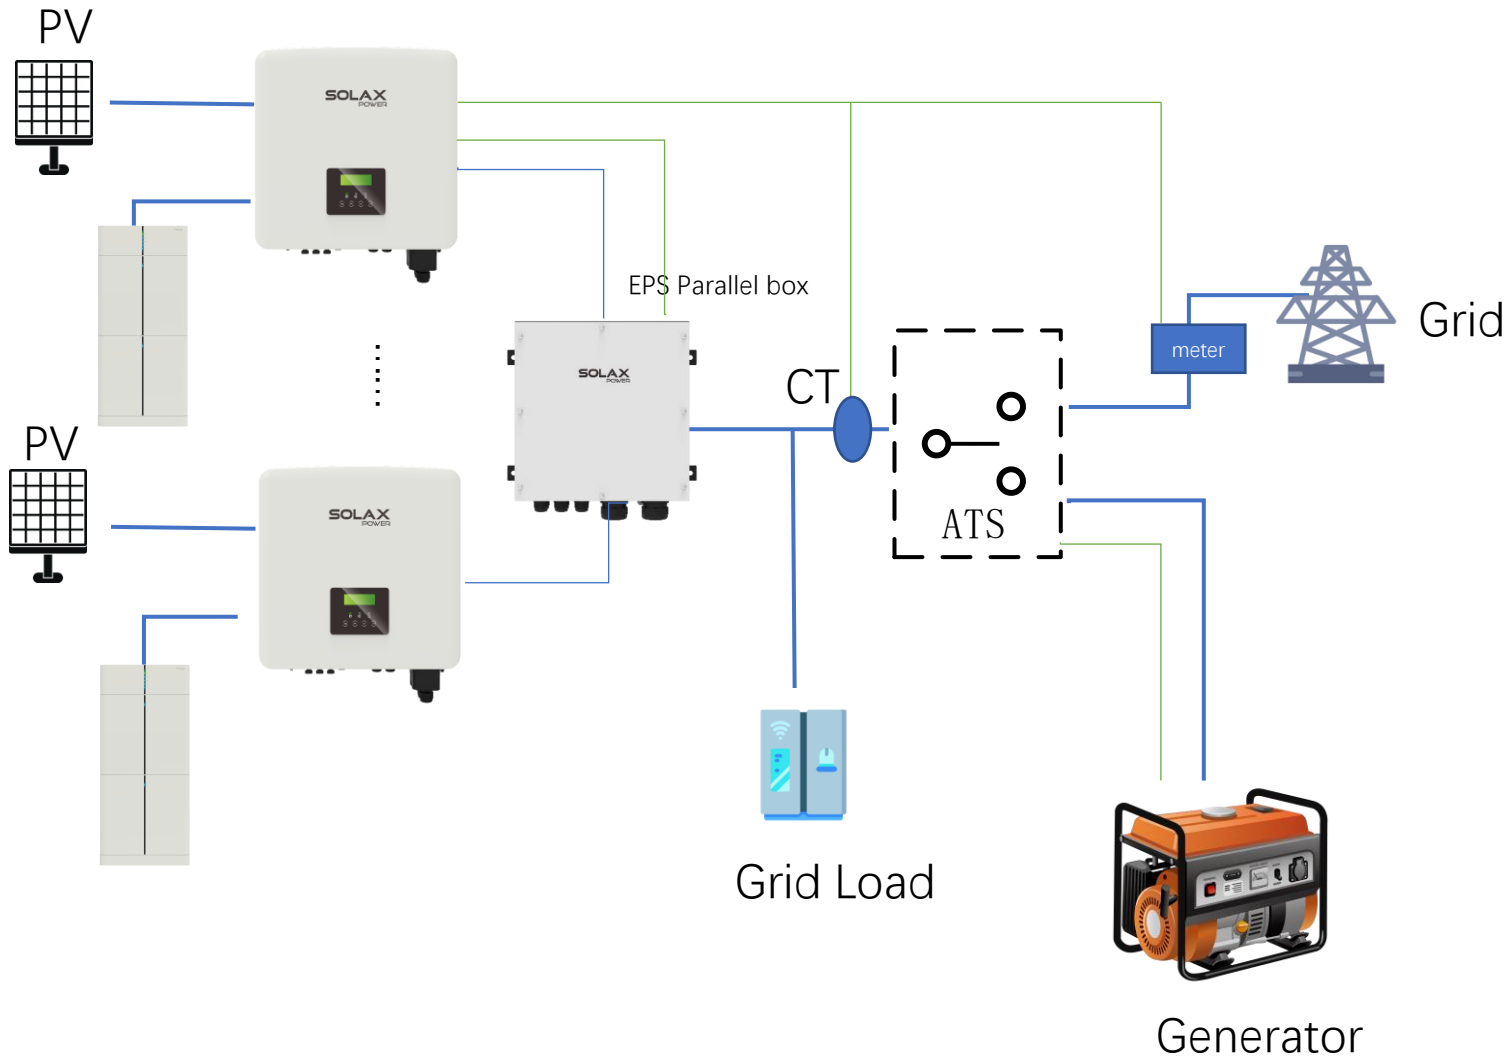 PV
SOLAX
POWER
EPS Parallel box
Grid
meter
SOLAX
POWER
CT
PV
SOLAX
POWER
ATS
Grid Load
Generator